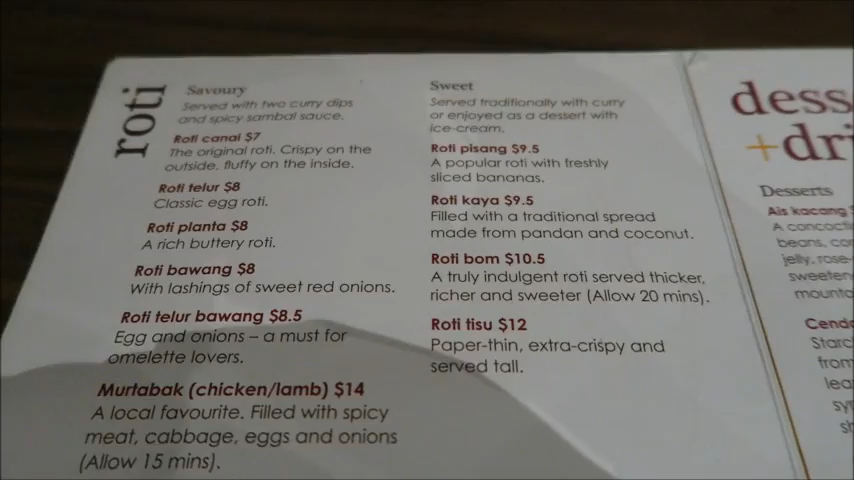 roti
Savoury
Served with two curry dips
and spicy sambal sauce.
Roti canai $7
The original roti. Crispy on the
outside, fluffy on the inside.
Roti telur $8
Classic egg roti.
Roti planta $8
A rich buttery roti.
Roti bawang $8
With lashings of sweet red onions.
Roti telur bawang $8.5
Egg and onions – a must for
omelette lovers.
Murtabak (chicken/lamb) $14
A local favourite. Filled with spicy
meat, cabbage, eggs and onions
(Allow 15 mins).
Sweet
Served traditionally with curry
or enjoyed as a dessert with
ice-cream.
Roti pisang $9.5
A popular roti with freshly
sliced bananas.
Roti kaya $9.5
Filled with a traditional spread
made from pandan and coconut.
Roti bom $10.5
A truly indulgent roti served thicker,
richer and sweeter (Allow 20 mins).
Roti tisu $12
Paper-thin, extra-crispy and
served tall.
dess
+dri
Desserts
Ais kacang
A concocti
beans, cor
jelly, rose-
sweeten
mounta
Cendo
Starc
from
lea
sy
sh